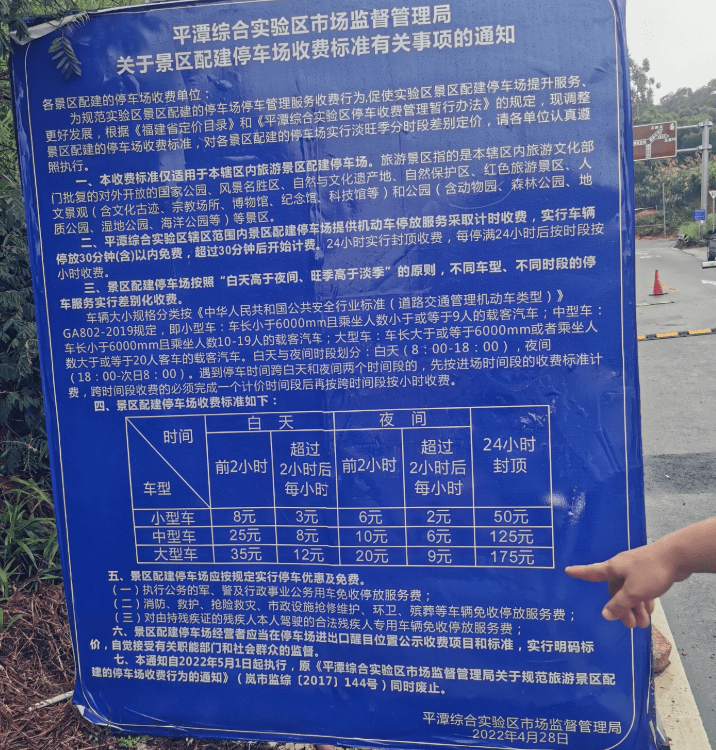 平潭综合实验区市场监督管理局
关于景区配建停车场收费标准有关事项的通知
各景区配建的停车场收费单位：
为规范实验区景区配建的停车场停车管理服务收费行为,促使实验区景区配建停车场提升服务、
更好发展，根据《福建省定价目录》和《平潭综合实验区停车收费管理暂行办法》的规定，现调整
景区配建的停车场收费标准，对各景区配建的停车场实行淡旺季分时段差别定价，请各单位认真遵
照执行。
一、本收费标准仅适用于本辖区内旅游景区配建停车场。旅游景区指的是本辖区内旅游文化部
门批复的对外开放的国家公园、风景名胜区、自然与文化遗产地、自然保护区、红色旅游景区、人
文景观（含文化古迹、宗教场所、博物馆、纪念馆、科技馆等）和公园（含动物园、森林公园、地
质公园、湿地公园、海洋公园等）等景区。
二、平潭综合实验区辖区范围内景区配建停车场提供机动车停放服务采取计时收费，实行车辆
停放30分钟(含)以内免费，超过30分钟后开始计费。24小时实行封顶收费，每停满24小时后按时段按
小时收费。
三、景区配建停车场按照“白天高于夜间、旺季高于淡季”的原则，不同车型、不同时段的停
车服务实行差别化收费。
车辆大小规格分类按《中华人民共和国公共安全行业标准（道路交通管理机动车类型）》
GA802-2019规定，即小型车：车长小于6000mm且乘坐人数小于或等于9人的载客汽车；中型车：
车长小于6000mm且乘坐人数10-19人的载客汽车；大型车：车长大于或等于6000mm或者乘坐人
数大于或等于20人客车的载客汽车。白天与夜间时段划分：白天（8：00-18：00），夜间
（18：00-次日8：00）。遇到停车时间跨白天和夜间两个时间段的，先按进场时间段的收费标准计
费，跨时间段收费的必须完成一个计价时间段后再按跨时间段按小时收费。
四、景区配建停车场收费标准如下：
时间 车型 白天 夜间 24小时封顶
前2小时 超过2小时后每小时 前2小时 超过2小时后每小时
小型车 8元 3元 6元 2元 50元
中型车 25元 8元 10元 6元 125元
大型车 35元 12元 20元 9元 175元
五、景区配建停车场应按规定实行停车优惠及免费。
（一）执行公务的军、警及行政事业公务用车免收停放服务费；
（二）消防、救护、抢险救灾、市政设施抢修维护、环卫、殡葬等车辆免收停放服务费；
（三）对由持残疾证的残疾人本人驾驶的合法残疾人专用车辆免收停放服务费；
六、景区配建停车场经营者应当在停车场进出口醒目位置公示收费项目和标准，实行明码标
价，自觉接受有关职能部门和社会群众的监督。
七、本通知自2022年5月1日起执行，原《平潭综合实验区市场监督管理局关于规范旅游景区配
建的停车场收费行为的通知》（岚市监综〔2017〕144号）同时废止。
平潭综合实验区市场监督管理局
2022年4月28日